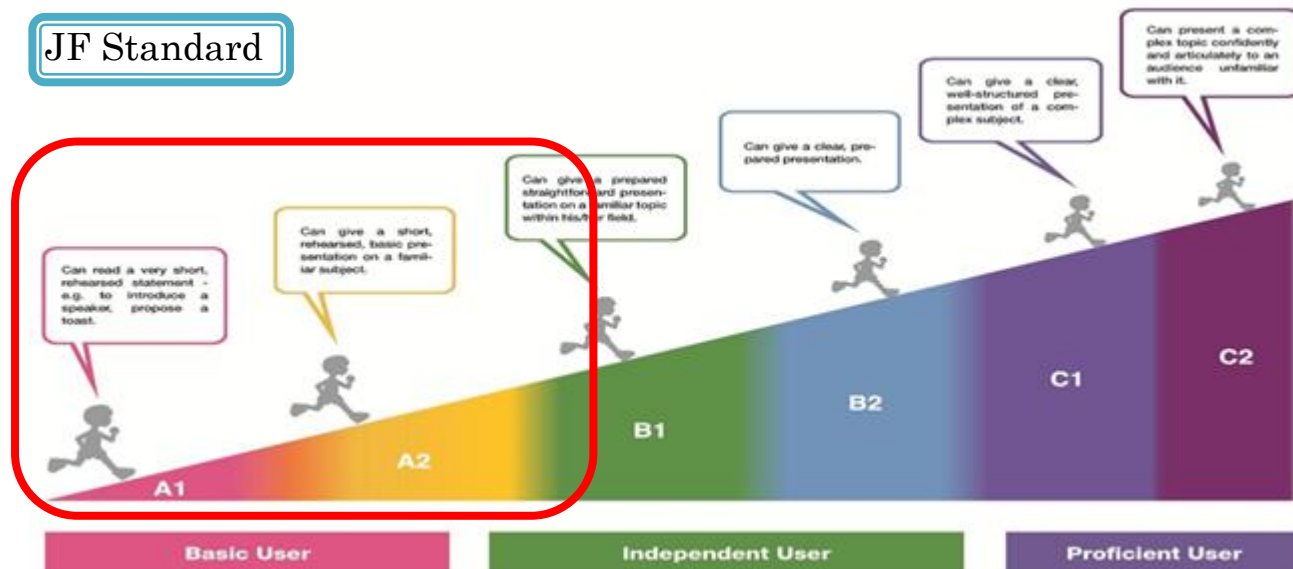 JF Standard
Can read a very short,
rehearsed statement -
e.g. to introduce a
speaker, propose a
toast.
Can give a short,
rehearsed, basic pre-
sentation on a famil-
iar subject.
Can give a prepared
straightforward presen-
tation on a familiar topic
within his/her field.
Can give a clear, pre-
pared presentation.
Can give a clear,
well-structured pre-
sentation of a com-
plex subject.
Can present a com-
plex topic confidently
and articulately to an
audience unfamiliar
with it.
A1
A2
B1
B2
C1
C2
Basic User
Independent User
Proficient User